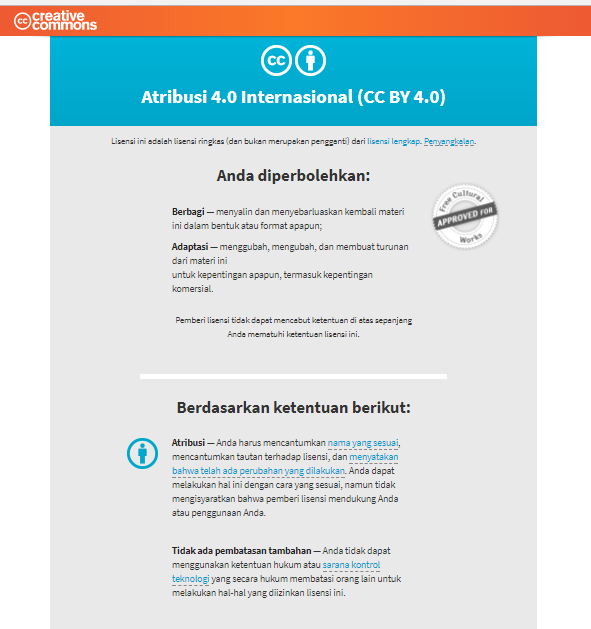 cc creative commons
cc
Atribusi 4.0 Internasional (CC BY 4.0)
Lisensi ini adalah lisensi ringkas (dan bukan merupakan pengganti) dari lisensi lengkap. Penyangkalan.
Anda diperbolehkan:
Berbagi — menyalin dan menyebarluaskan kembali materi
ini dalam bentuk atau format apapun;
Adaptasi — menggubah, mengubah, dan membuat turunan
dari materi ini
untuk kepentingan apapun, termasuk kepentingan
komersial.
Free Cultural
APPROVED FOR
Works
Pemberi lisensi tidak dapat mencabut ketentuan di atas sepanjang
Anda mematuhi ketentuan lisensi ini.
Berdasarkan ketentuan berikut:
Atribusi — Anda harus mencantumkan nama yang sesuai,
mencantumkan tautan terhadap lisensi, dan menyatakan
bahwa telah ada perubahan yang dilakukan. Anda dapat
melakukan hal ini dengan cara yang sesuai, namun tidak
mengisyaratkan bahwa pemberi lisensi mendukung Anda
atau penggunaan Anda.
Tidak ada pembatasan tambahan — Anda tidak dapat
menggunakan ketentuan hukum atau sarana kontrol
teknologi yang secara hukum membatasi orang lain untuk
melakukan hal-hal yang diizinkan lisensi ini.